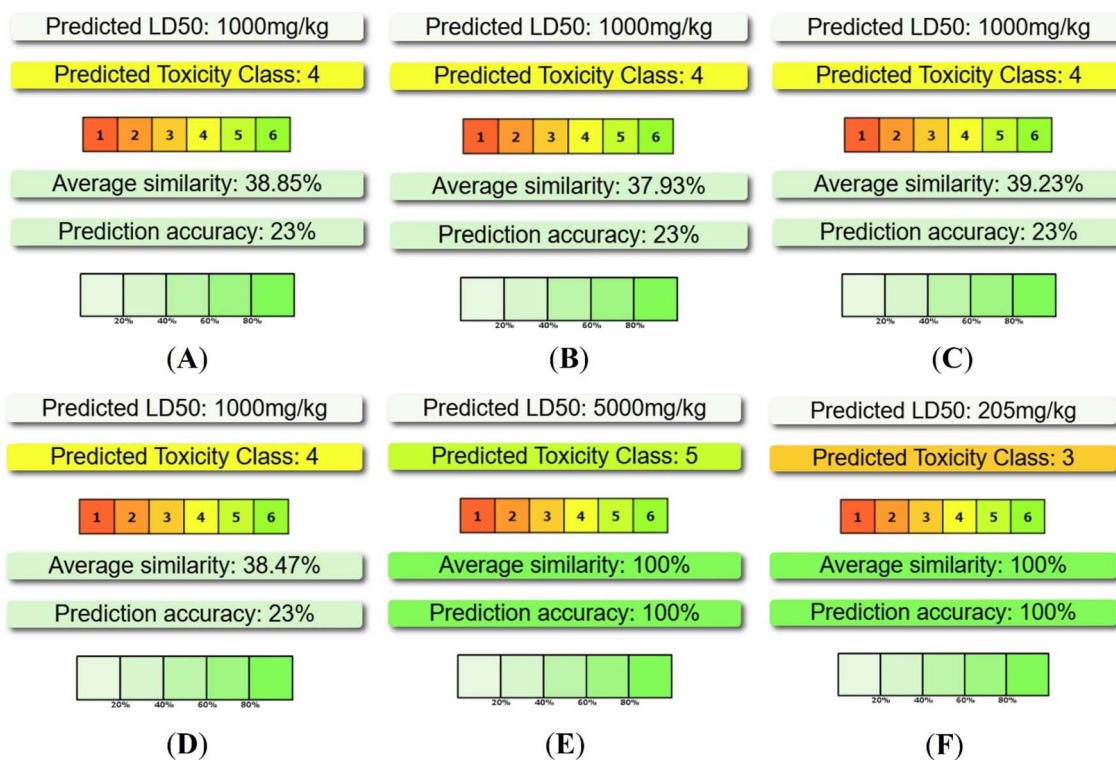 Predicted LD50: 1000mg/kg
Predicted Toxicity Class: 4
1 2 3 4 5 6
Average similarity: 38.85%
Prediction accuracy: 23%
20% 40% 60% 80%
(A)
Predicted LD50: 1000mg/kg
Predicted Toxicity Class: 4
1 2 3 4 5 6
Average similarity: 37.93%
Prediction accuracy: 23%
20% 40% 60% 80%
(B)
Predicted LD50: 1000mg/kg
Predicted Toxicity Class: 4
1 2 3 4 5 6
Average similarity: 39.23%
Prediction accuracy: 23%
20% 40% 60% 80%
(C)
Predicted LD50: 1000mg/kg
Predicted Toxicity Class: 4
1 2 3 4 5 6
Average similarity: 38.47%
Prediction accuracy: 23%
20% 40% 60% 80%
(D)
Predicted LD50: 5000mg/kg
Predicted Toxicity Class: 5
1 2 3 4 5 6
Average similarity: 100%
Prediction accuracy: 100%
20% 40% 60% 80%
(E)
Predicted LD50: 205mg/kg
Predicted Toxicity Class: 3
1 2 3 4 5 6
Average similarity: 100%
Prediction accuracy: 100%
20% 40% 60% 80%
(F)